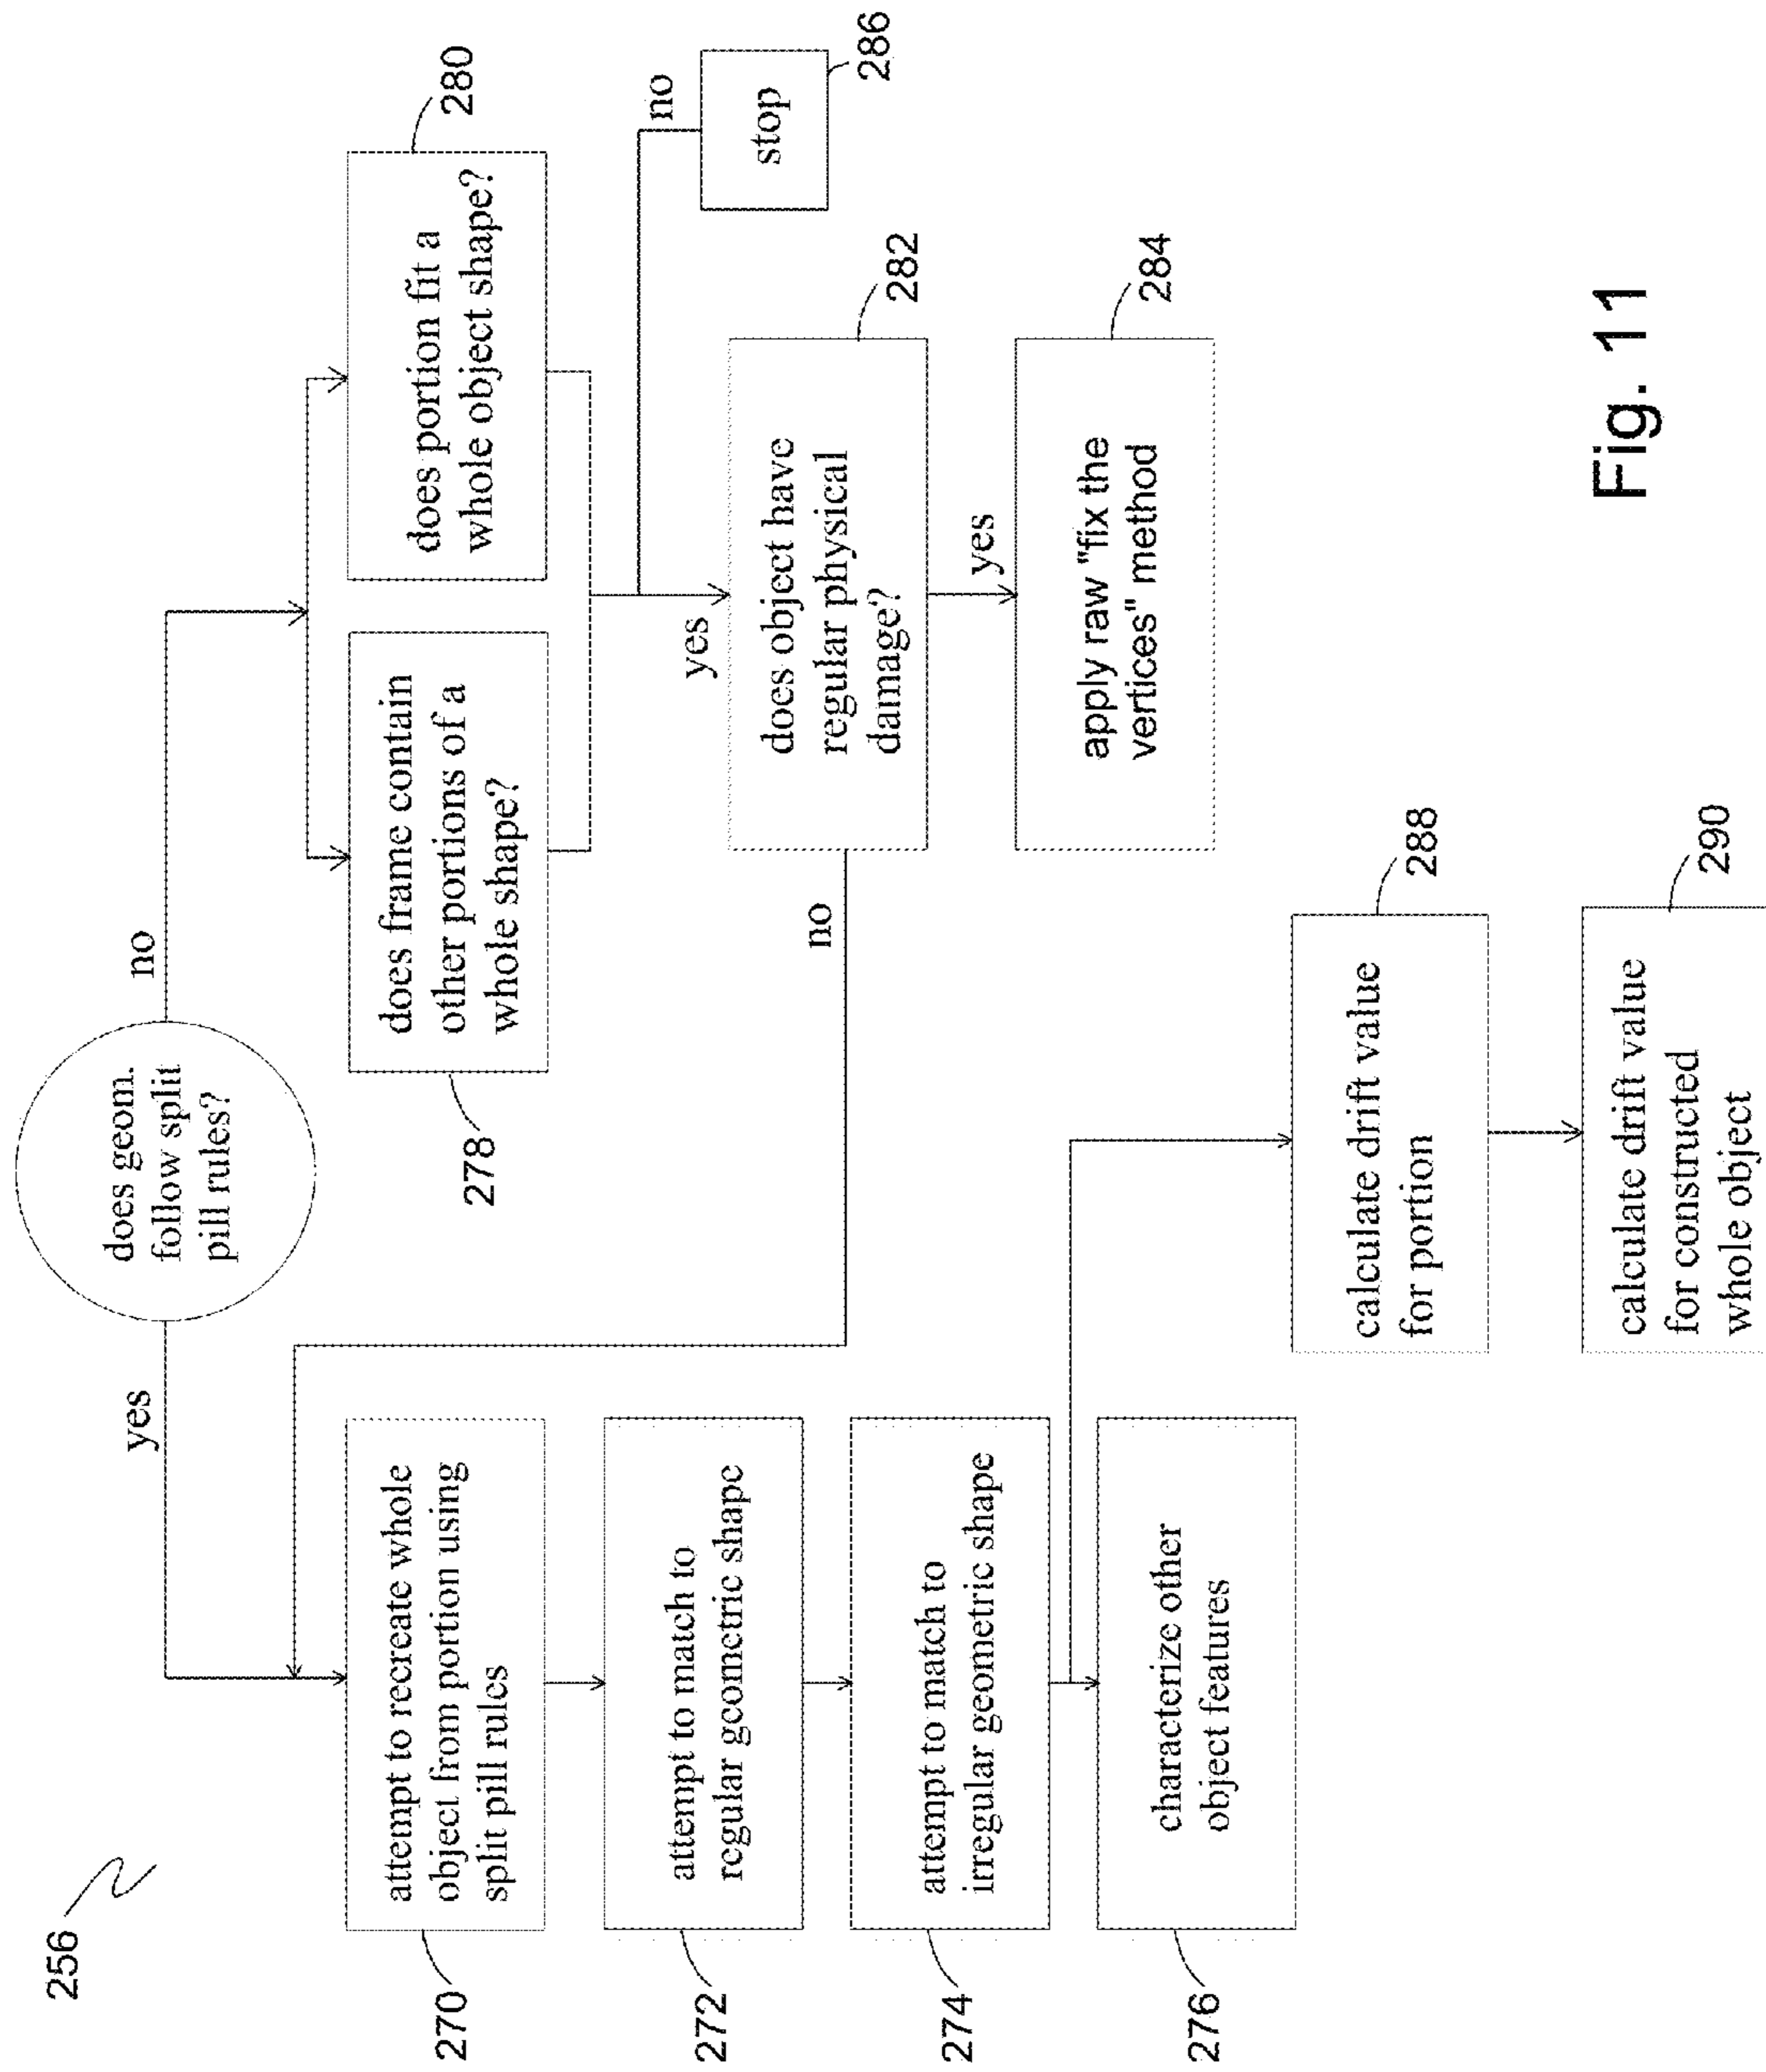 256
does geom.
follow split
pill rules?
yes
no
270
attempt to recreate whole
object from portion using
split pill rules
272
attempt to match to
regular geometric shape
274
attempt to match to
irregular geometric shape
276
characterize other
object features
278
does frame contain
other portions of a
whole shape?
280
does portion fit a
whole object shape?
yes
no
stop
286
does object have
regular physical
damage?
282
no
yes
apply raw "fix the
vertices" method
284
calculate drift value
for portion
288
calculate drift value
for constructed
whole object
290
Fig. 11